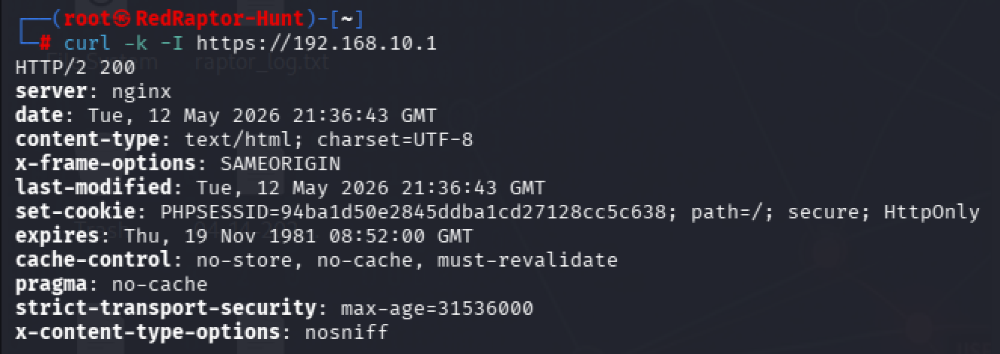 ┌──(root㉿RedRaptor-Hunt)-[~]
└─# curl -k -I https://192.168.10.1
HTTP/2 200
raptor_log.txt
server: nginx
date: Tue, 12 May 2026 21:36:43 GMT
content-type: text/html; charset=UTF-8
x-frame-options: SAMEORIGIN
last-modified: Tue, 12 May 2026 21:36:43 GMT
set-cookie: PHPSESSID=94ba1d50e2845ddba1cd27128cc5c638; path=/; secure; HttpOnly
expires: Thu, 19 Nov 1981 08:52:00 GMT
cache-control: no-store, no-cache, must-revalidate
pragma: no-cache
strict-transport-security: max-age=31536000
x-content-type-options: nosniff